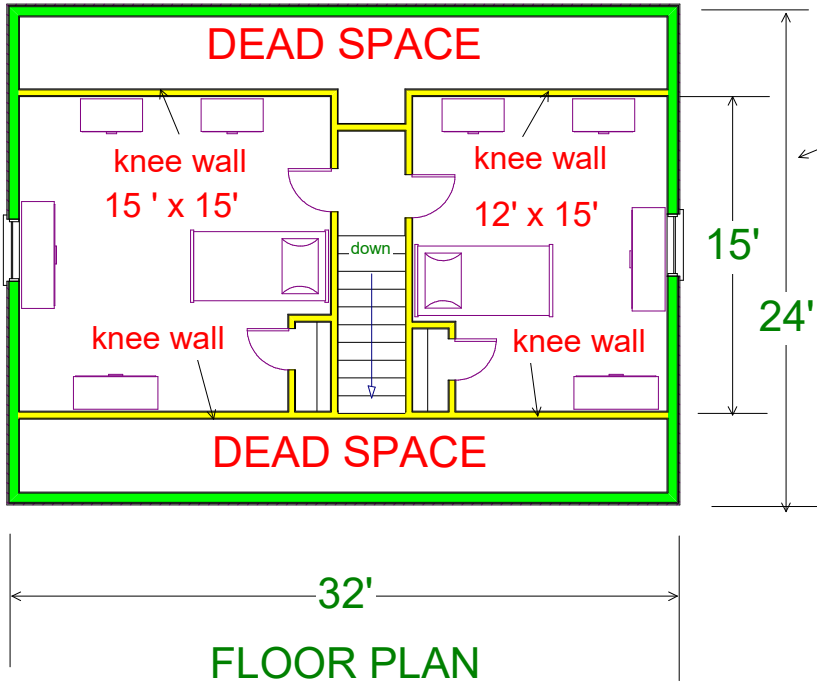 DEAD SPACE
knee wall
15 ' x 15'
knee wall
12' x 15'
down
15'
24'
knee wall
knee wall
DEAD SPACE
32'
FLOOR PLAN